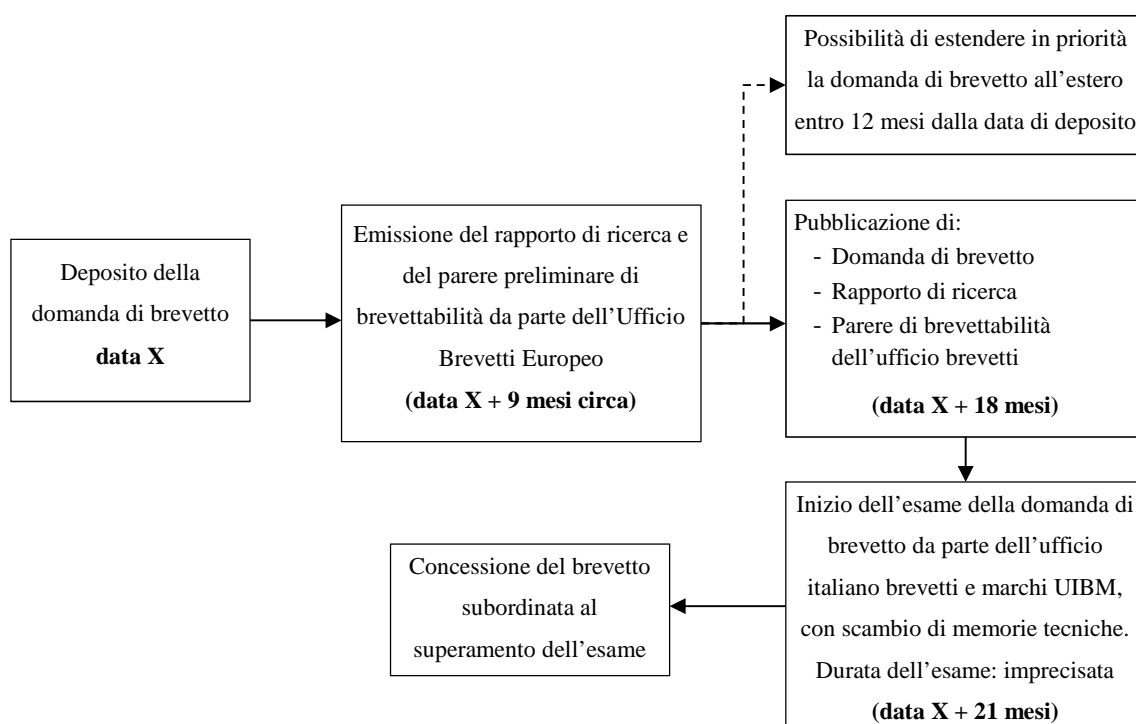 Possibilità di estendere in priorità
la domanda di brevetto all'estero
entro 12 mesi dalla data di deposito
Deposito della
domanda di brevetto
data X
Emissione del rapporto di ricerca e
del parere preliminare di
brevettabilità da parte dell'Ufficio
Brevetti Europeo
(data X + 9 mesi circa)
Pubblicazione di:
- Domanda di brevetto
- Rapporto di ricerca
- Parere di brevettabilità
dell'ufficio brevetti
(data X + 18 mesi)
Inizio dell'esame della domanda di
brevetto da parte dell'ufficio
italiano brevetti e marchi UIBM,
con scambio di memorie tecniche.
Durata dell'esame: imprecisata
(data X + 21 mesi)
Concessione del brevetto
subordinata al
superamento dell'esame